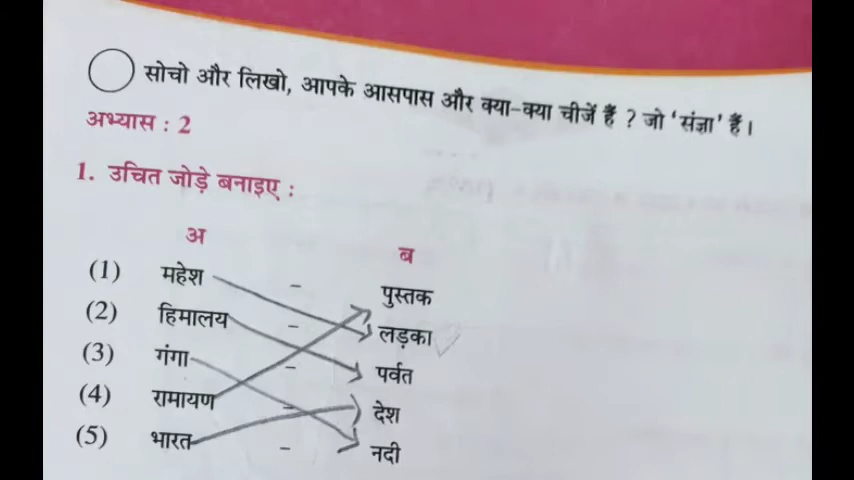 सोचो और लिखो, आपके आसपास और क्या-क्या चीजें हैं ? जो 'संज्ञा' हैं।
अभ्यास : 2
1. उचित जोड़े बनाइए :
अ ब
(1) महेश - पुस्तक
(2) हिमालय - लड़का
(3) गंगा - पर्वत
(4) रामायण - देश
(5) भारत - नदी